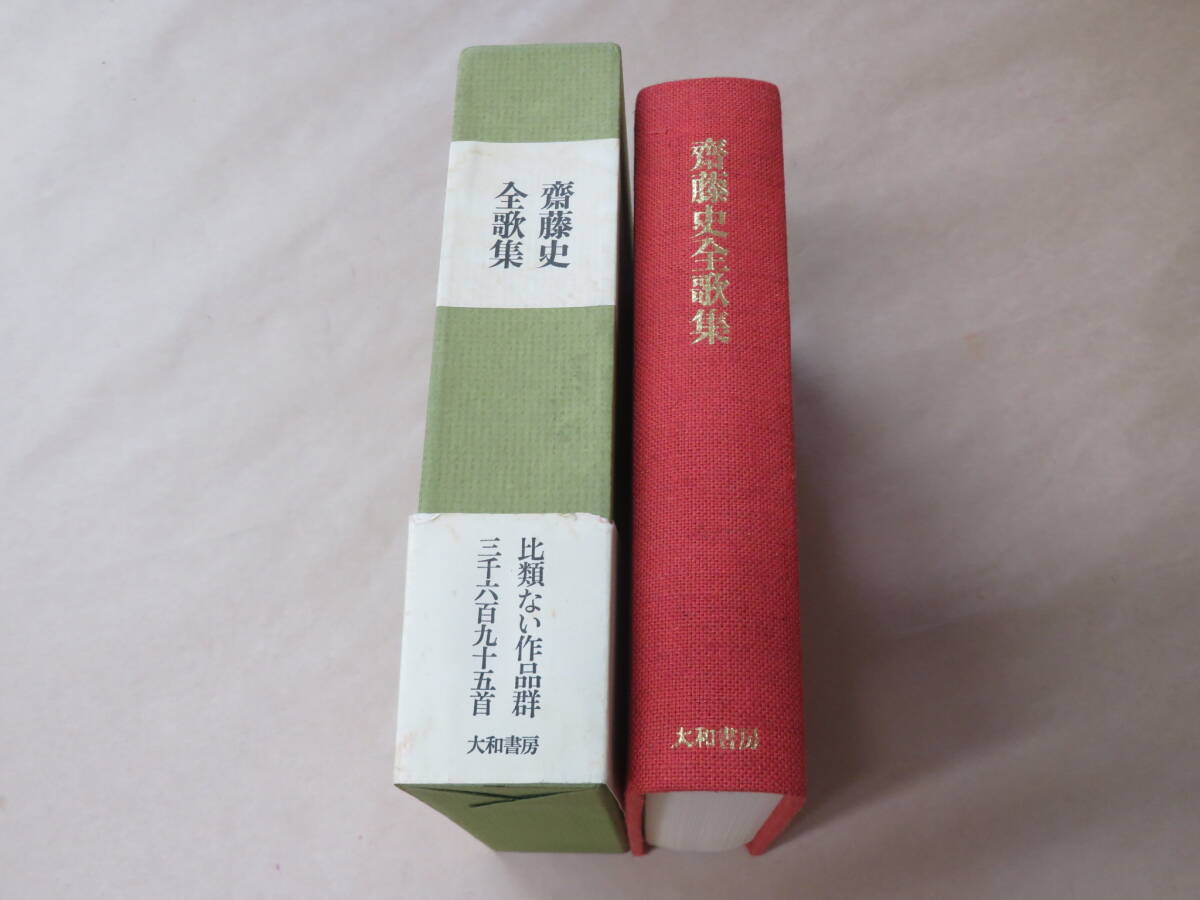 齋藤史
全歌集
比類ない作品群
三千六百九十五首
大和書房
齋藤史全歌集
大和書房